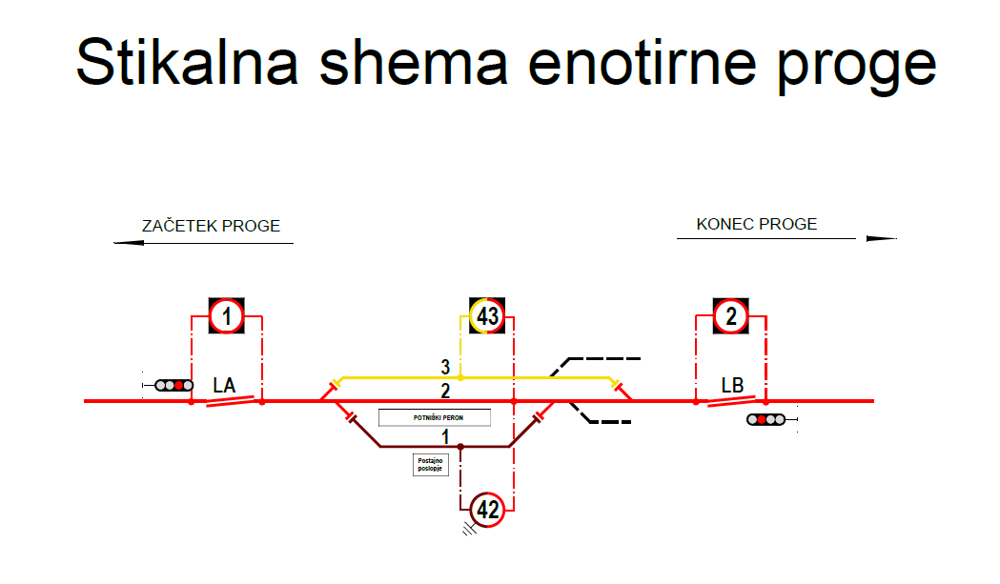 Stikalna shema enotirne proge
ZAČETEK PROGE
KONEC PROGE
1
43
2
LA
3
2
LB
POTNIŠKI PERON
1
Postajno
poslopje
42